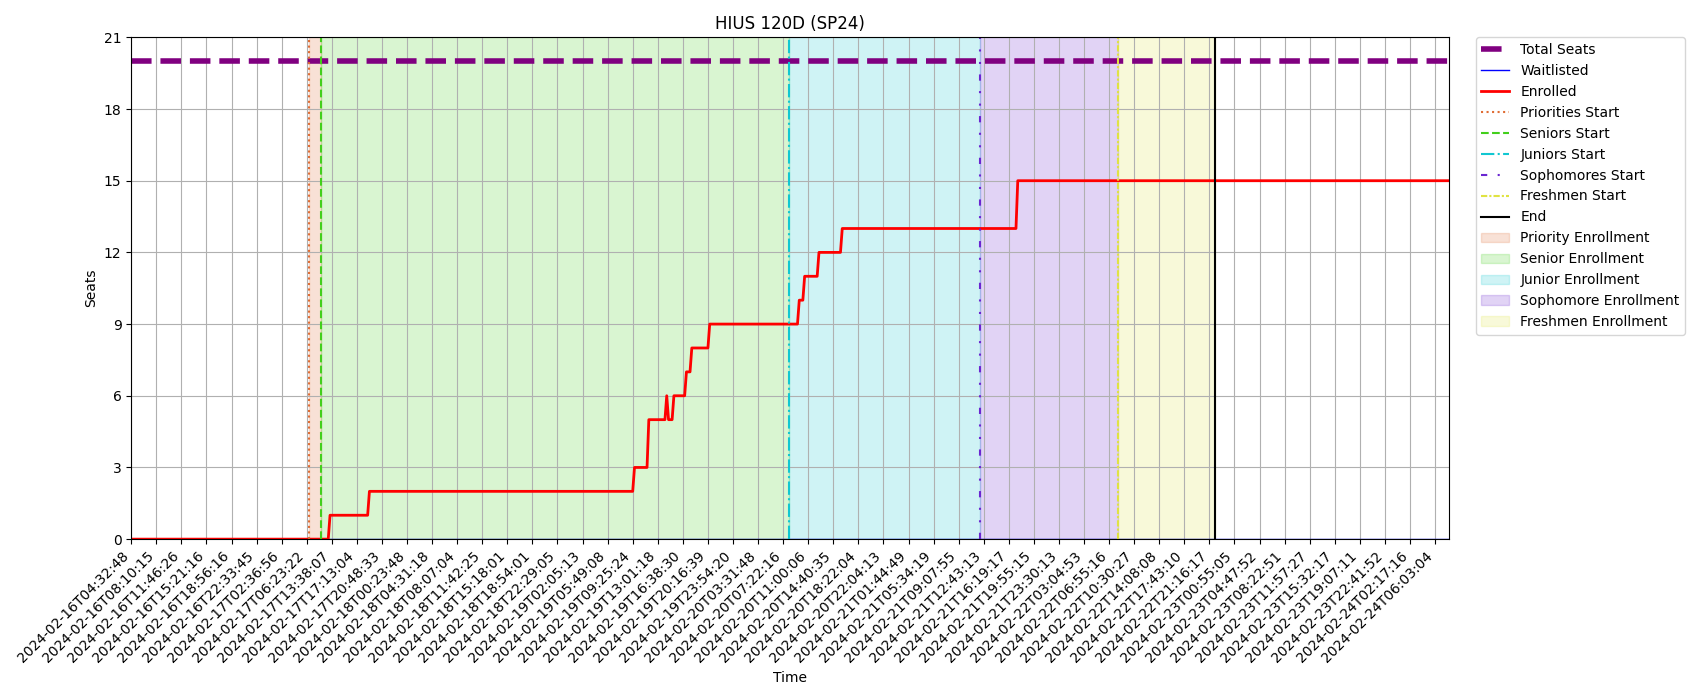 HIUS 120D (SP24)
21
18
15
12
9
6
3
0
Seats
2024-02-16T04:32:48
2024-02-16T08:10:15
2024-02-16T11:46:26
2024-02-16T15:21:16
2024-02-16T18:56:16
2024-02-16T22:33:45
2024-02-17T02:36:56
2024-02-17T06:23:22
2024-02-17T13:38:07
2024-02-17T17:13:04
2024-02-17T20:48:33
2024-02-18T00:23:48
2024-02-18T04:31:18
2024-02-18T08:07:04
2024-02-18T11:42:25
2024-02-18T15:18:01
2024-02-18T18:54:01
2024-02-18T22:29:05
2024-02-19T02:05:13
2024-02-19T05:49:08
2024-02-19T09:25:24
2024-02-19T13:01:18
2024-02-19T16:38:30
2024-02-19T20:16:39
2024-02-19T23:54:20
2024-02-20T03:31:48
2024-02-20T07:22:16
2024-02-20T11:00:06
2024-02-20T14:40:35
2024-02-20T18:22:04
2024-02-20T22:04:13
2024-02-21T01:44:49
2024-02-21T05:34:19
2024-02-21T09:07:55
2024-02-21T12:43:13
2024-02-21T16:19:17
2024-02-21T19:55:15
2024-02-21T23:30:13
2024-02-22T03:04:53
2024-02-22T06:55:16
2024-02-22T10:30:27
2024-02-22T14:08:08
2024-02-22T17:43:10
2024-02-22T21:16:17
2024-02-23T00:55:05
2024-02-23T04:47:52
2024-02-23T08:22:51
2024-02-23T11:57:27
2024-02-23T15:32:17
2024-02-23T19:07:11
2024-02-23T22:41:52
2024-02-24T02:17:16
2024-02-24T06:03:04
Time
Total Seats
Waitlisted
Enrolled
Priorities Start
Seniors Start
Juniors Start
Sophomores Start
Freshmen Start
End
Priority Enrollment
Senior Enrollment
Junior Enrollment
Sophomore Enrollment
Freshmen Enrollment